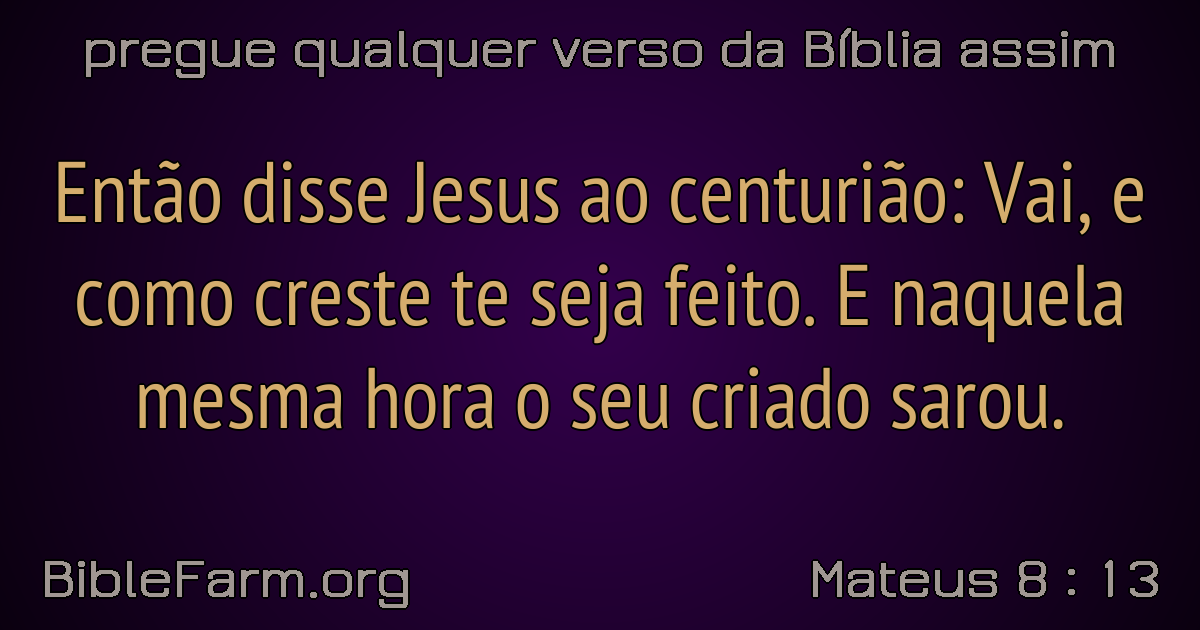 pregue qualquer verso da Bíblia assim
Então disse Jesus ao centurião: Vai, e
como creste te seja feito. E naquela
mesma hora o seu criado sarou.
BibleFarm.org
Mateus 8 : 13